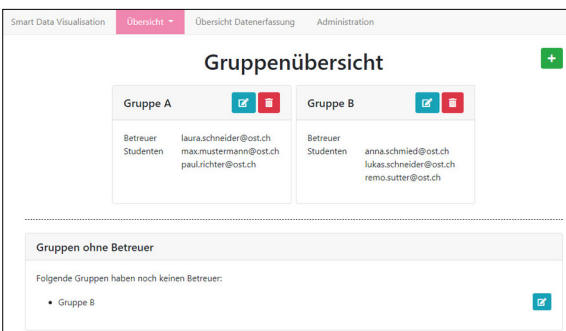 Smart Data Visualisation Übersicht Übersicht Datenerfassung Administration
Gruppenübersicht
+
Gruppe A
Betreuer laura.schneider@ost.ch
Studenten max.mustermann@ost.ch
paul.richter@ost.ch
Gruppe B
Betreuer
Studenten anna.schmied@ost.ch
lukas.schneider@ost.ch
remo.sutter@ost.ch
Gruppen ohne Betreuer
Folgende Gruppen haben noch keinen Betreuer:
• Gruppe B